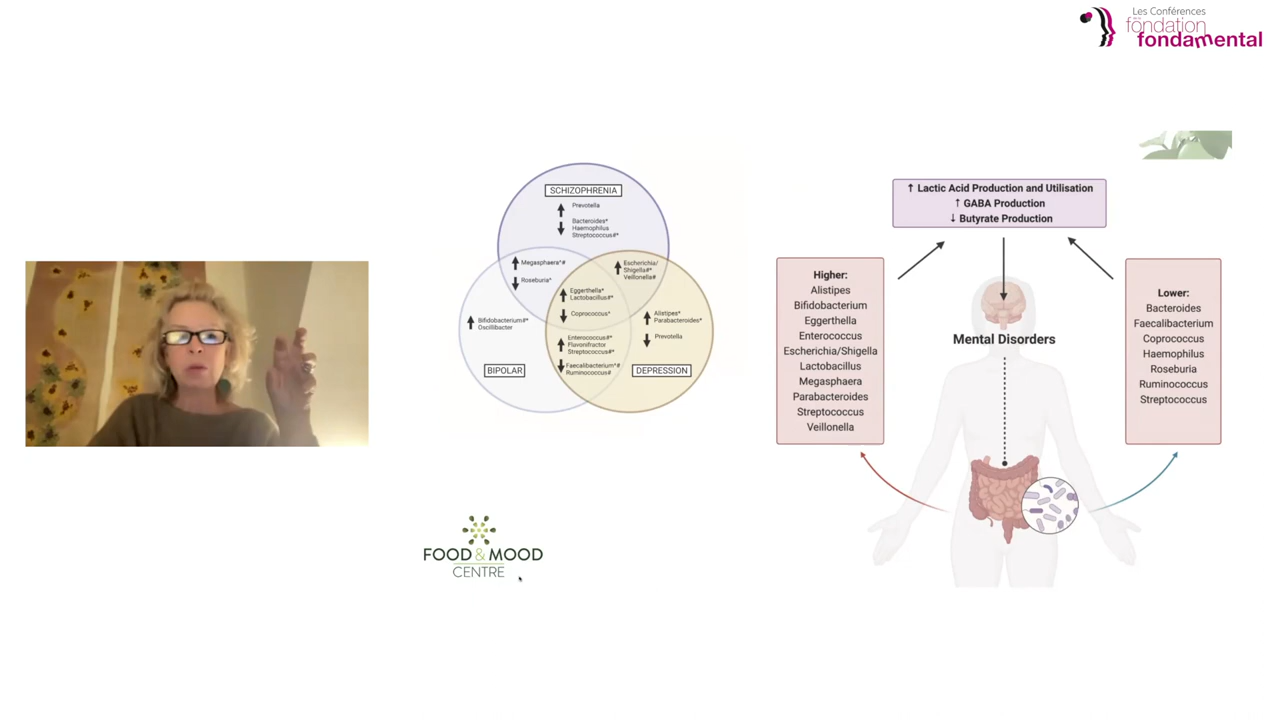 Les Conférences
de la
fondation
fondamental
SCHIZOPHRENIA
Prevotella
Bacteroides*
Haemophilus
Streptococcus#*
Megasphaera*#
Roseburia*
Escherichia/
Shigella#*
Veillonella#
Eggerthella*
Lactobacillus#*
Coprococcus*
Bifidobacterium#*
Oscillibacter
Alistipes*
Parabacteroides*
Prevotella
Enterococcus#*
Flavonifractor
Streptococcus#*
Faecalibacterium*#
Ruminococcus#
BIPOLAR
DEPRESSION
FOOD & MOOD
CENTRE
↑ Lactic Acid Production and Utilisation
↑ GABA Production
↓ Butyrate Production
Higher:
Alistipes
Bifidobacterium
Eggerthella
Enterococcus
Escherichia/Shigella
Lactobacillus
Megasphaera
Parabacteroides
Streptococcus
Veillonella
Mental Disorders
Lower:
Bacteroides
Faecalibacterium
Coprococcus
Haemophilus
Roseburia
Ruminococcus
Streptococcus